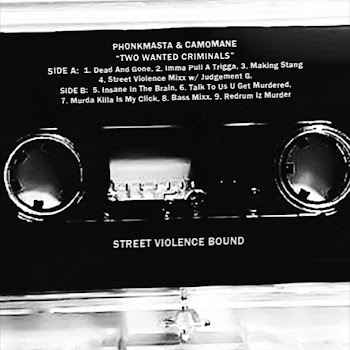 PHONKMASTA & CAMOMANE
"TWO WANTED CRIMINALS"
SIDE A: 1. Dead And Gone, 2. Imma Pull A Trigga, 3. Making Stang
4. Street Violence Mixx w/ Judgement G.
SIDE B: 5. Insane In The Brain, 6. Talk To Us U Get Murdered,
7. Murda Killa Is My Click, 8. Bass Mixx, 9. Redrum Iz Murder
STREET VIOLENCE BOUND